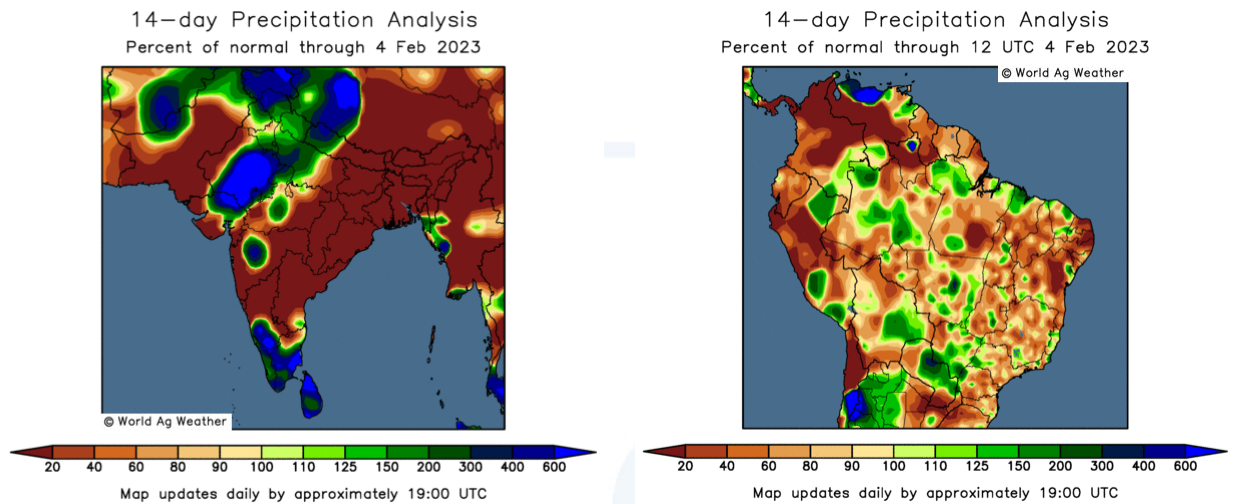 14-day Precipitation Analysis
Percent of normal through 4 Feb 2023
© World Ag Weather
20 40 60 80 90 100 110 125 150 200 300 400 600
Map updates daily by approximately 19:00 UTC
14-day Precipitation Analysis
Percent of normal through 12 UTC 4 Feb 2023
© World Ag Weather
20 40 60 80 90 100 110 125 150 200 300 400 600
Map updates daily by approximately 19:00 UTC